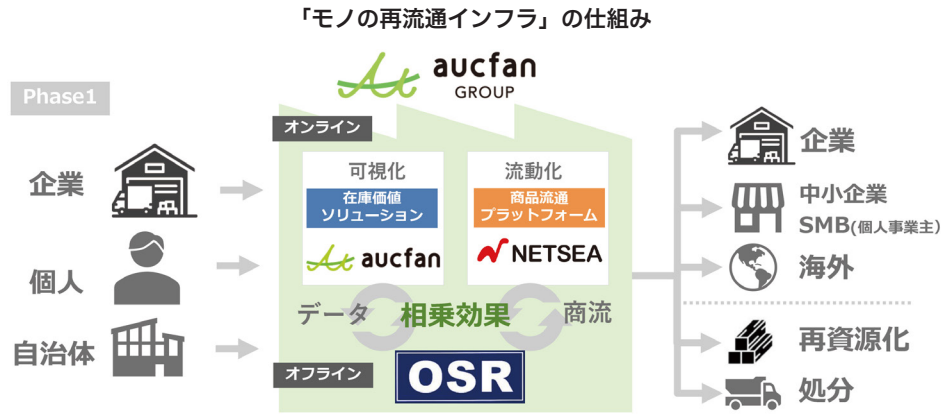 「モノの再流通インフラ」の仕組み
aucfan
GROUP
Phase1
オンライン
企業
個人
自治体
可視化
在庫価値
ソリューション
aucfan
流動化
商品流通
プラットフォーム
NETSEA
データ
相乗効果
商流
オフライン
OSR
企業
中小企業
SMB(個人事業主)
海外
再資源化
処分